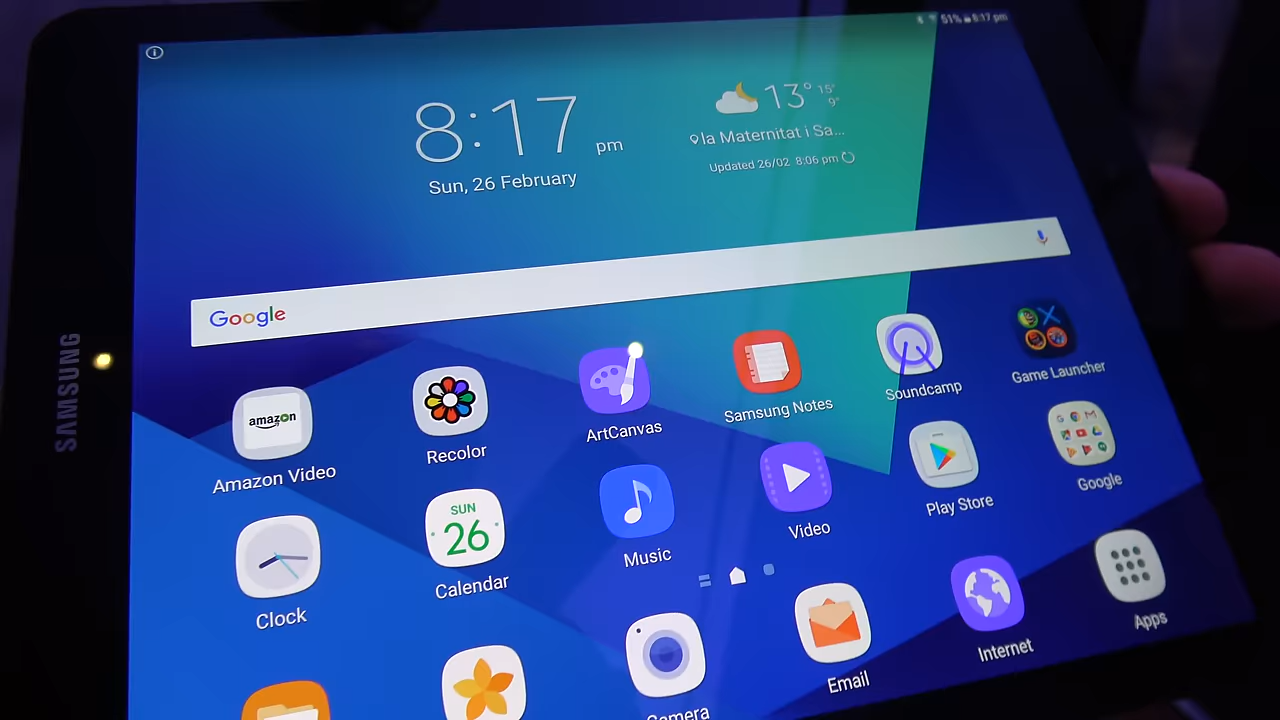 51% 8:17 pm
8:17 pm
Sun, 26 February
13° 15°
9°
la Maternitat i Sa...
Updated 26/02 8:06 pm
Google
SAMSUNG
amazon
Amazon Video
Recolor
ArtCanvas
Samsung Notes
Soundcamp
Game Launcher
Clock
SUN
26
Calendar
Music
Video
Play Store
Google
Camera
Email
Internet
Apps